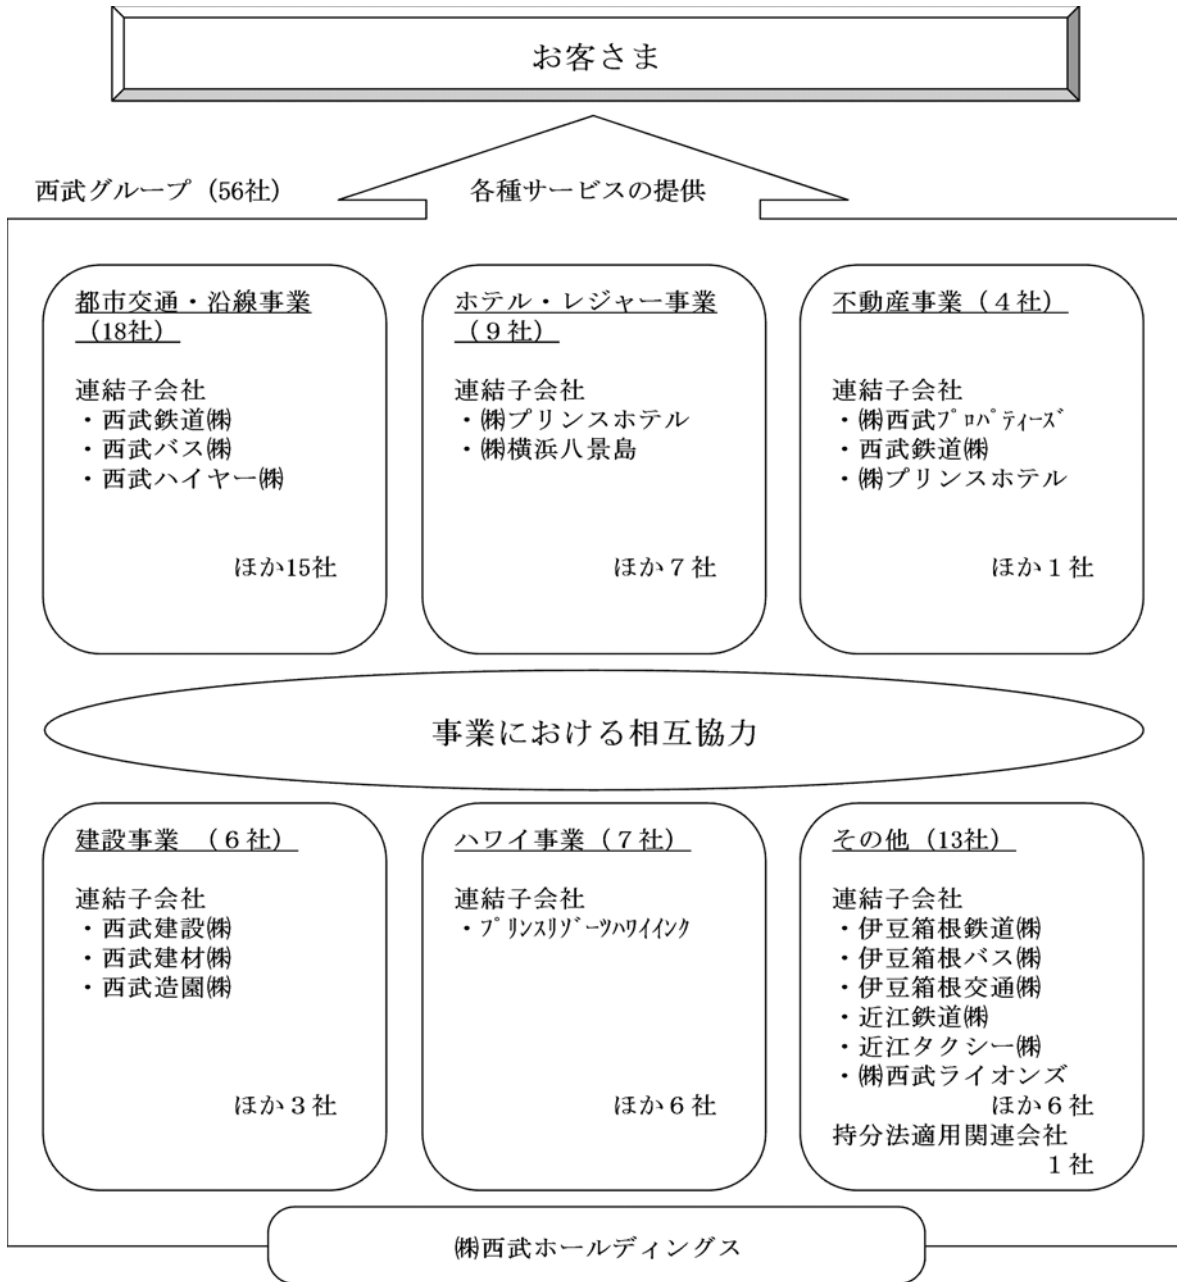 お客さま
西武グループ（56社）
各種サービスの提供
都市交通・沿線事業
（18社）
連結子会社
・西武鉄道㈱
・西武バス㈱
・西武ハイヤー㈱
ほか15社
ホテル・レジャー事業
（９社）
連結子会社
・㈱プリンスホテル
・㈱横浜八景島
ほか７社
不動産事業（４社）
連結子会社
・㈱西武ﾌﾟﾛﾊﾟﾃｨｰｽﾞ
・西武鉄道㈱
・㈱プリンスホテル
ほか１社
事業における相互協力
建設事業　（６社）
連結子会社
・西武建設㈱
・西武建材㈱
・西武造園㈱
ほか３社
ハワイ事業（７社）
連結子会社
・ﾌﾟﾘﾝｽﾘｿﾞｰﾂﾊﾜｲｲﾝｸ
ほか６社
その他（13社）
連結子会社
・伊豆箱根鉄道㈱
・伊豆箱根バス㈱
・伊豆箱根交通㈱
・近江鉄道㈱
・近江タクシー㈱
・㈱西武ライオンズ
ほか６社
持分法適用関連会社
１社
㈱西武ホールディングス